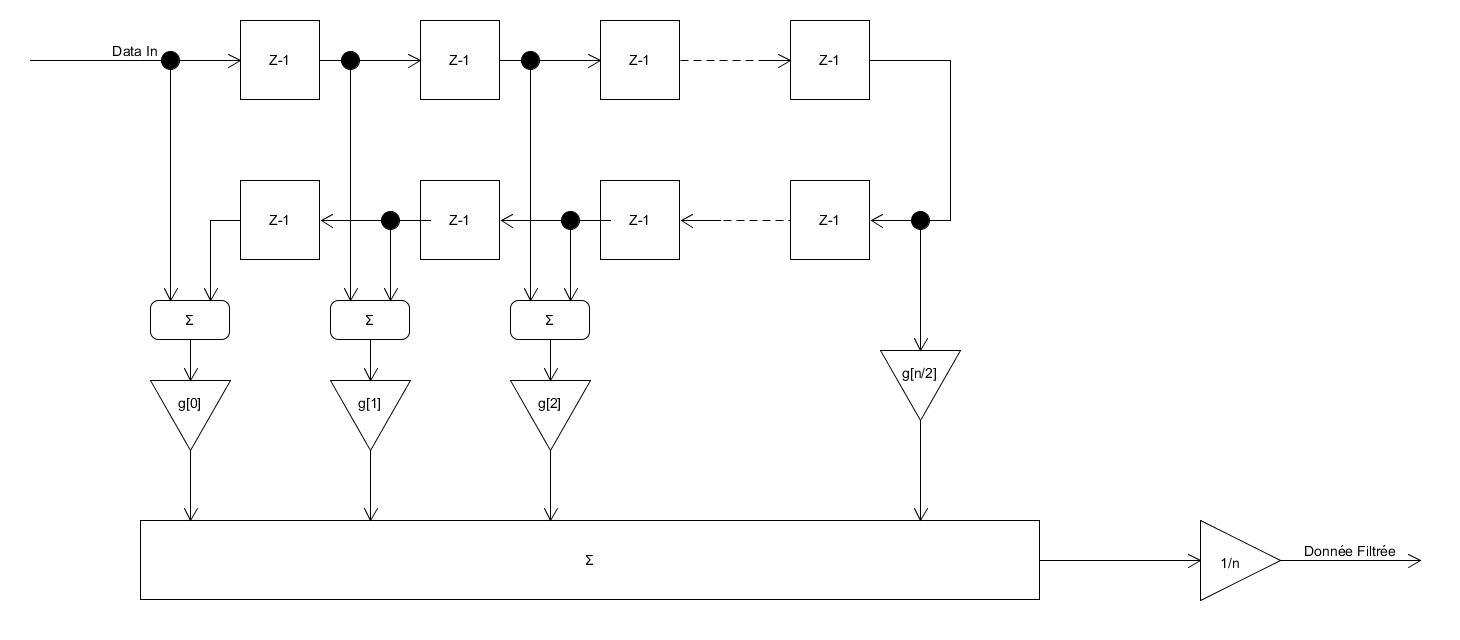 Data In
Z-1
Z-1
Z-1
Z-1
Z-1
Z-1
Z-1
Z-1
Σ
Σ
Σ
g[0]
g[1]
g[2]
g[n/2]
Σ
1/n
Donnée Filtrée